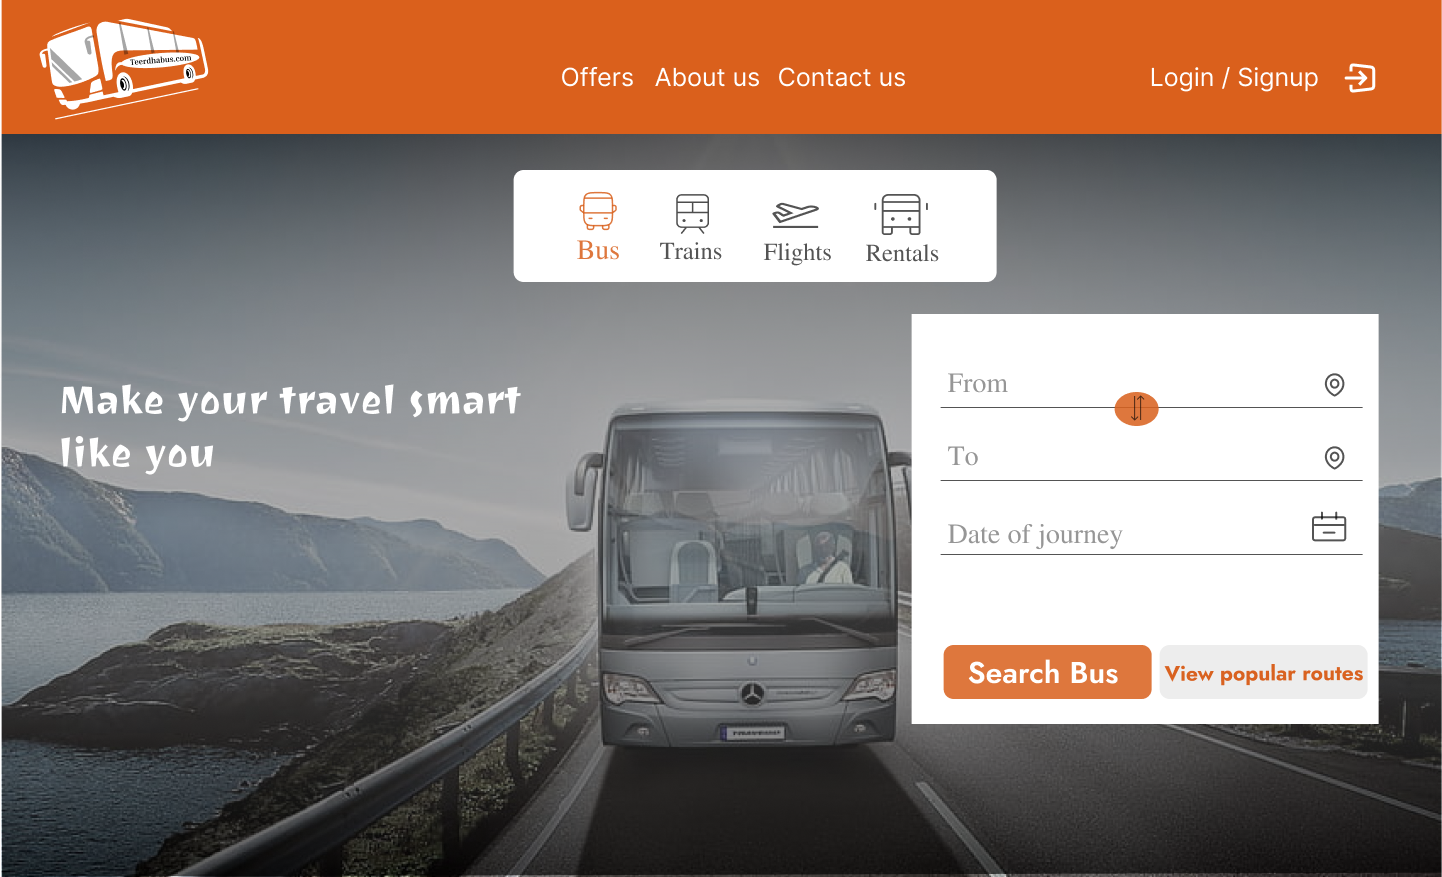 Teerdhabus.com
Offers About us Contact us
Login / Signup
Bus Trains Flights Rentals
Make your travel smart
like you
From
To
Date of journey
Search Bus View popular routes